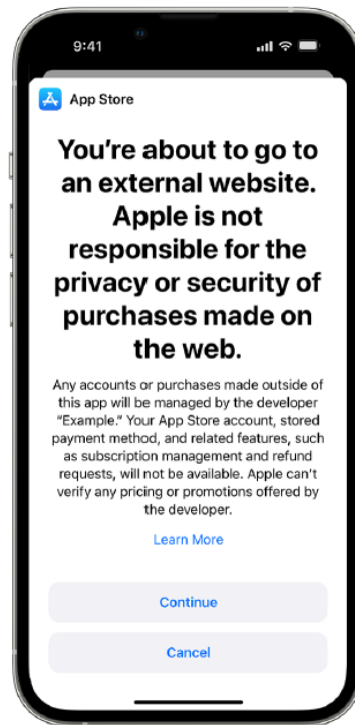 9:41
App Store
You're about to go to
an external website.
Apple is not
responsible for the
privacy or security of
purchases made on
the web.
Any accounts or purchases made outside of
this app will be managed by the developer
“Example.” Your App Store account, stored
payment method, and related features, such
as subscription management and refund
requests, will not be available. Apple can't
verify any pricing or promotions offered by
the developer.
Learn More
Continue
Cancel